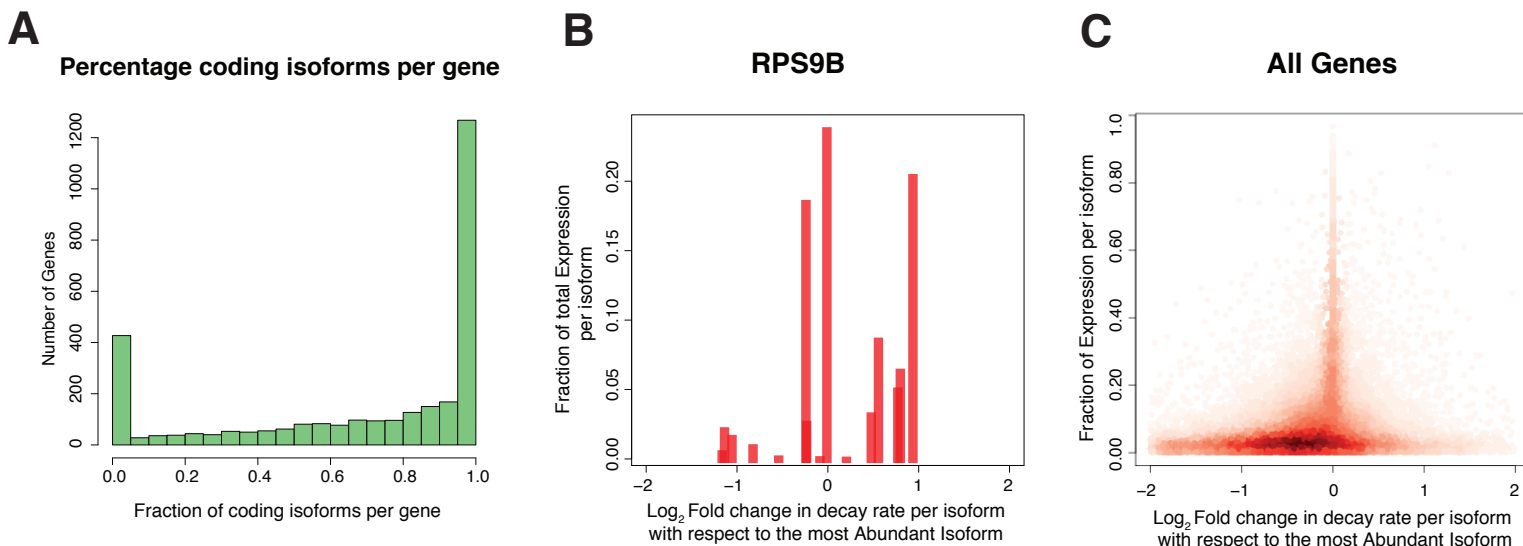 A
Percentage coding isoforms per gene
Number of Genes
0
200
400
600
800
1000
1200
0.0
0.2
0.4
0.6
0.8
1.0
Fraction of coding isoforms per gene
B
RPS9B
Fraction of total Expression
per isoform
0.00
0.05
0.10
0.15
0.20
−2
−1
0
1
2
Log2 Fold change in decay rate per isoform
with respect to the most Abundant Isoform
C
All Genes
Fraction of Expression per isoform
0.00
0.20
0.40
0.60
0.80
1.0
−2
−1
0
1
2
Log2 Fold change in decay rate per isoform
with respect to the most Abundant Isoform